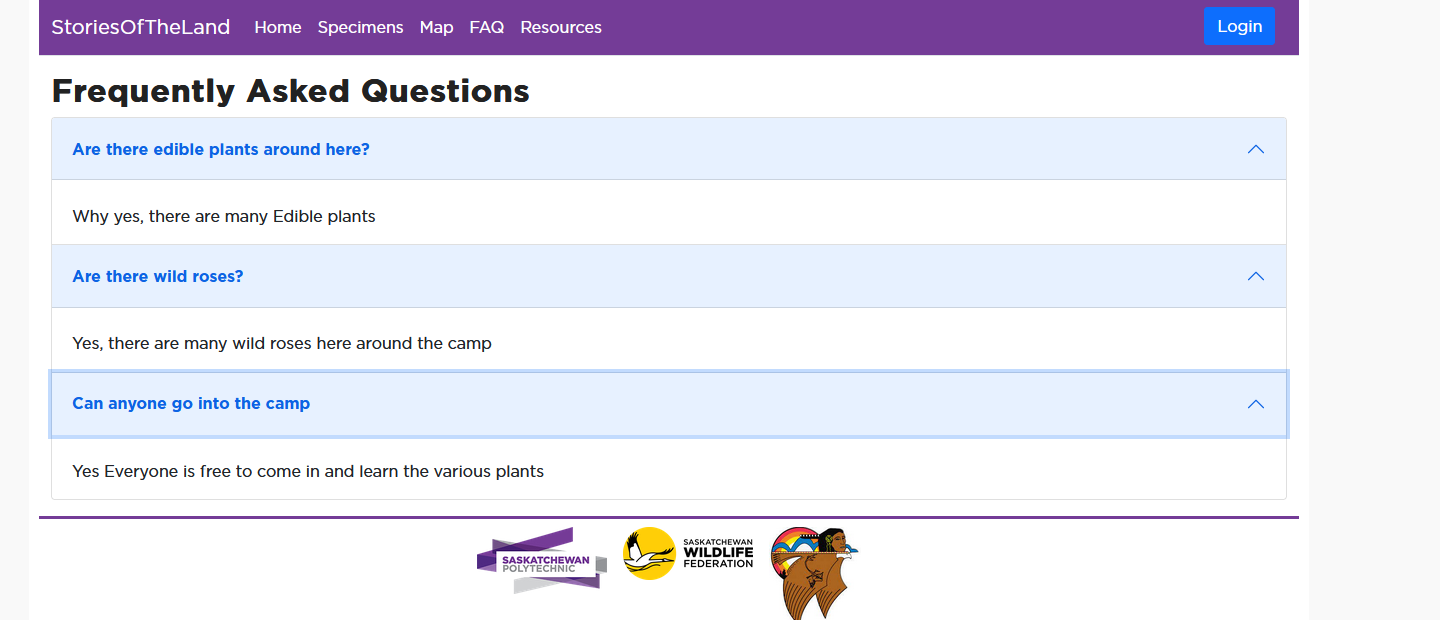 StoriesOfTheLand Home Specimens Map FAQ Resources Login
Frequently Asked Questions
Are there edible plants around here?
Why yes, there are many Edible plants
Are there wild roses?
Yes, there are many wild roses here around the camp
Can anyone go into the camp
Yes Everyone is free to come in and learn the various plants
SASKATCHEWAN
POLYTECHNIC
SASKATCHEWAN
WILDLIFE
FEDERATION